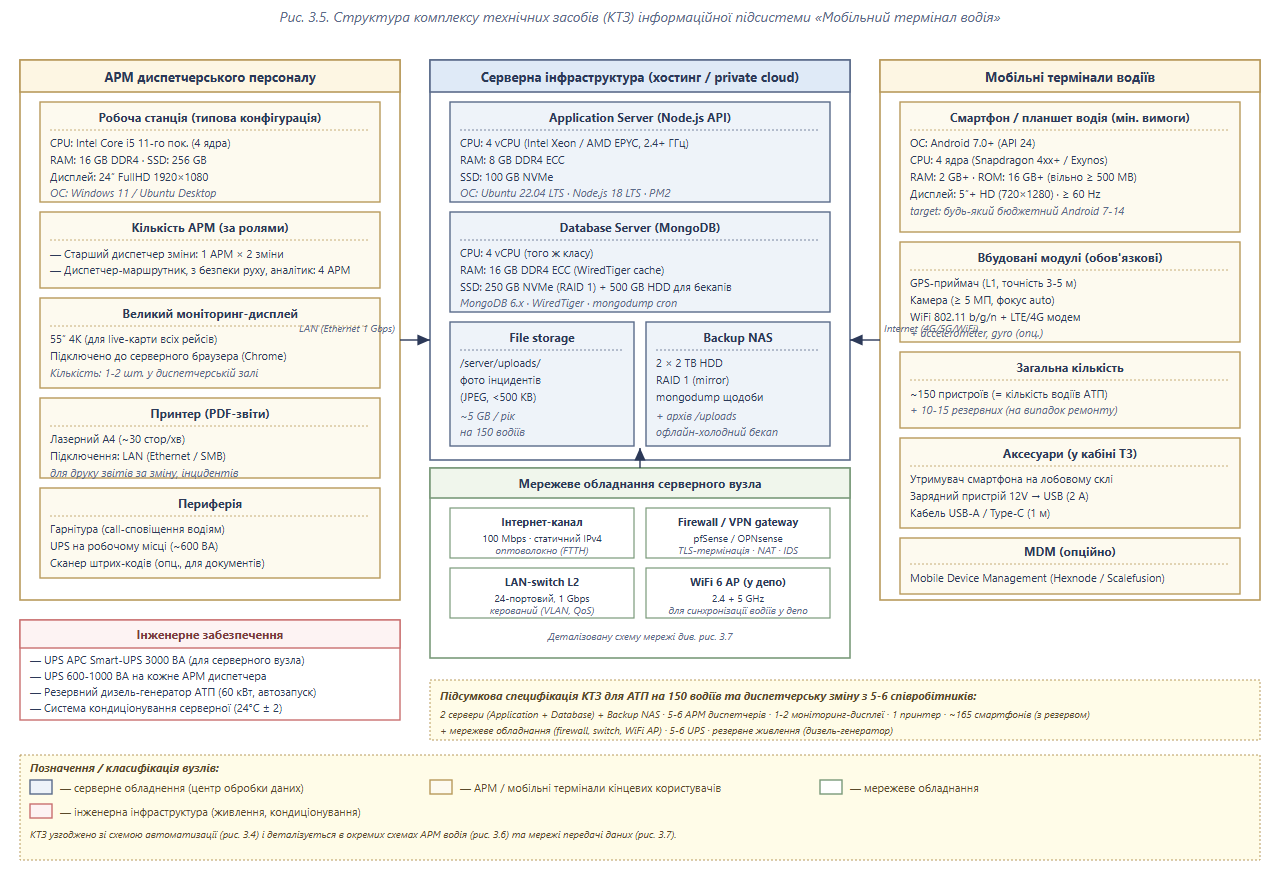 Рис. 3.5. Структура комплексу технічних засобів (КТЗ) інформаційної підсистеми «Мобільний термінал водія»
АРМ диспетчерського персоналу
Робоча станція (типова конфігурація)
CPU: Intel Core i5 11-го пок. (4 ядра)
RAM: 16 GB DDR4 · SSD: 256 GB
Дисплей: 24" FullHD 1920×1080
ОС: Windows 11 / Ubuntu Desktop
Кількість АРМ (за ролями)
— Старший диспетчер зміни: 1 АРМ × 2 зміни
— Диспетчер-маршрутник, з безпеки руху, аналітик: 4 АРМ
Великий моніторинг-дисплей
55" 4K (для live-карти всіх рейсів)
Підключено до серверного браузера (Chrome)
Кількість: 1-2 шт. у диспетчерській залі
LAN (Ethernet 1 Gbps)
Принтер (PDF-звіти)
Лазерний A4 (~30 стор/хв)
Підключення: LAN (Ethernet / SMB)
для друку звітів за зміну, інцидентів
Периферія
Гарнітура (call-сповіщення водіям)
UPS на робочому місці (~600 ВА)
Сканер штрих-кодів (опц., для документів)
Серверна інфраструктура (хостинг / private cloud)
Application Server (Node.js API)
CPU: 4 vCPU (Intel Xeon / AMD EPYC, 2.4+ ГГц)
RAM: 8 GB DDR4 ECC
SSD: 100 GB NVMe
ОС: Ubuntu 22.04 LTS · Node.js 18 LTS · PM2
Database Server (MongoDB)
CPU: 4 vCPU (того ж класу)
RAM: 16 GB DDR4 ECC (WiredTiger cache)
SSD: 250 GB NVMe (RAID 1) + 500 GB HDD для бекапів
MongoDB 6.x · WiredTiger · mongodump cron
File storage
/server/uploads/
фото інцидентів
(JPEG, <500 KB)
~5 GB / рік
на 150 водіїв
Backup NAS
2 × 2 TB HDD
RAID 1 (mirror)
mongodump щодоби
+ архів /uploads
офлайн-холодний бекап
Мережеве обладнання серверного вузла
Інтернет-канал
100 Mbps · статичний IPv4
оптоволокно (FTTH)
Firewall / VPN gateway
pfSense / OPNsense
TLS-термінація · NAT · IDS
LAN-switch L2
24-портовий, 1 Gbps
керований (VLAN, QoS)
WiFi 6 AP (у депо)
2.4 + 5 GHz
для синхронізації водіїв у депо
Деталізовану схему мережі див. рис. 3.7
Мобільні термінали водіїв
Смартфон / планшет водія (мін. вимоги)
ОС: Android 7.0+ (API 24)
CPU: 4 ядра (Snapdragon 4xx+ / Exynos)
RAM: 2 GB+ · ROM: 16 GB+ (вільно ≥ 500 MB)
Дисплей: 5"+ HD (720×1280) · ≥ 60 Hz
target: будь-який бюджетний Android 7-14
Вбудовані модулі (обов'язкові)
GPS-приймач (L1, точність 3-5 м)
Камера (≥ 5 МП, фокус auto)
WiFi 802.11 b/g/n + LTE/4G модем
+ accelerometer, gyro (опц.)
Internet (4G/5G/WiFi)
Загальна кількість
~150 пристроїв (= кількість водіїв АТП)
+ 10-15 резервних (на випадок ремонту)
Аксесуари (у кабіні ТЗ)
Утримувач смартфона на лобовому склі
Зарядний пристрій 12V → USB (2 A)
Кабель USB-A / Type-C (1 м)
MDM (опційно)
Mobile Device Management (Hexnode / Scalefusion)
Інженерне забезпечення
— UPS APC Smart-UPS 3000 ВА (для серверного вузла)
— UPS 600-1000 ВА на кожне АРМ диспетчера
— Резервний дизель-генератор АТП (60 кВт, автозапуск)
— Система кондиціонування серверної (24°C ± 2)
Підсумкова специфікація КТЗ для АТП на 150 водіїв та диспетчерську зміну з 5-6 співробітників:
2 сервери (Application + Database) + Backup NAS · 5-6 АРМ диспетчерів · 1-2 моніторинг-дисплеї · 1 принтер · ~165 смартфонів (з резервом)
+ мережеве обладнання (firewall, switch, WiFi AP) · 5-6 UPS · резервне живлення (дизель-генератор)
Позначення / класифікація вузлів:
— серверне обладнення (центр обробки даних)
— АРМ / мобільні термінали кінцевих користувачів
— мережеве обладнання
— інженерна інфраструктура (живлення, кондиціонування)
КТЗ узгоджено зі схемою автоматизації (рис. 3.4) і деталізується в окремих схемах АРМ водія (рис. 3.6) та мережі передачі даних (рис. 3.7).